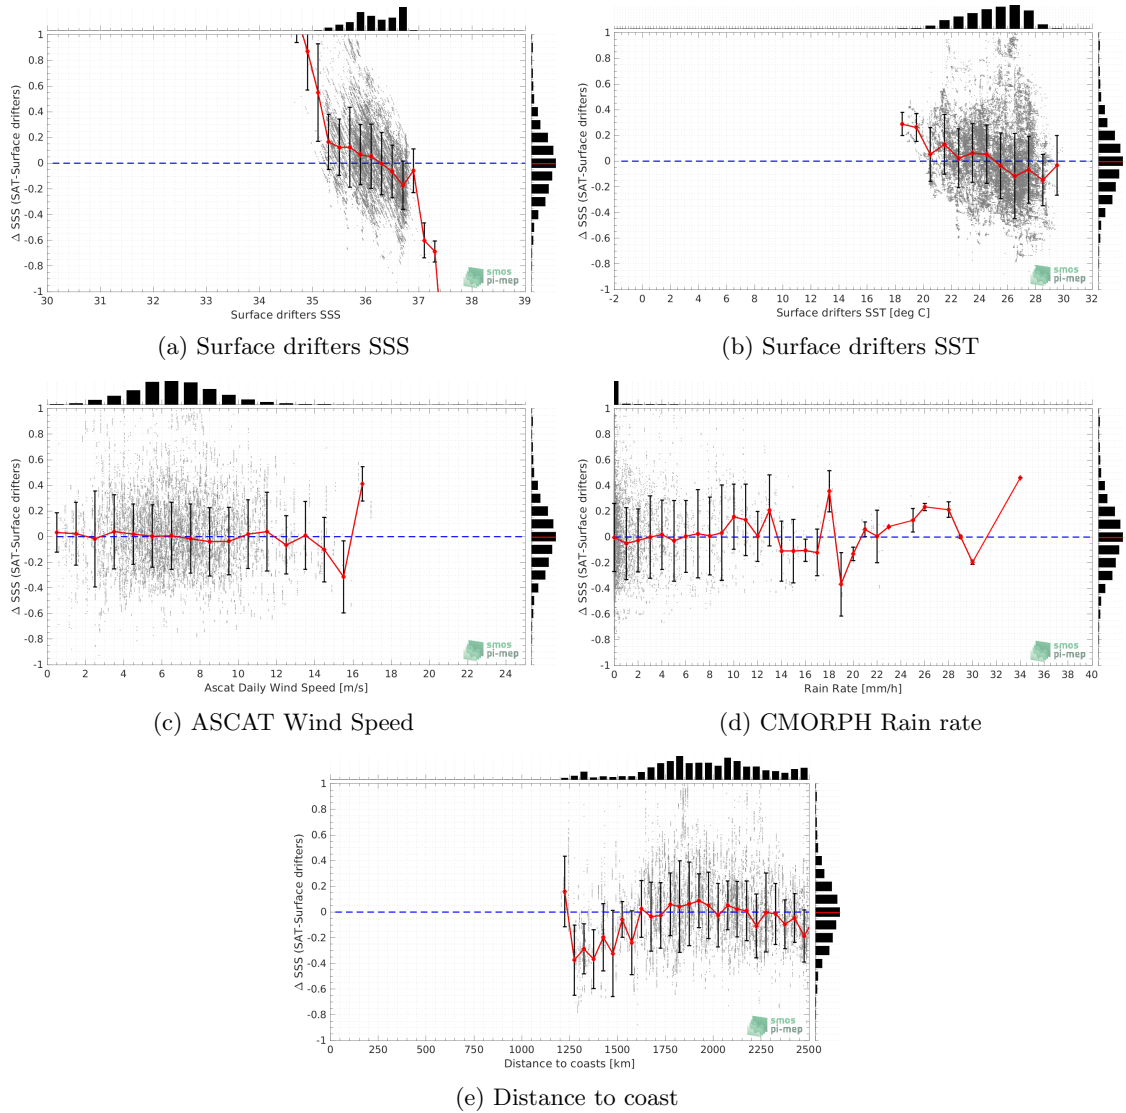 1
0.8
0.6
0.4
0.2
0
-0.2
-0.4
-0.6
-0.8
-1
Δ SSS (SAT-Surface drifters)
30 31 32 33 34 35 36 37 38 39
Surface drifters SSS
smos
pi-mep
(a) Surface drifters SSS
1
0.8
0.6
0.4
0.2
0
-0.2
-0.4
-0.6
-0.8
-1
Δ SSS (SAT-Surface drifters)
-2 0 2 4 6 8 10 12 14 16 18 20 22 24 26 28 30 32
Surface drifters SST [deg C]
smos
pi-mep
(b) Surface drifters SST
1
0.8
0.6
0.4
0.2
0
-0.2
-0.4
-0.6
-0.8
-1
Δ SSS (SAT-Surface drifters)
0 2 4 6 8 10 12 14 16 18 20 22 24
Ascat Daily Wind Speed [m/s]
smos
pi-mep
(c) ASCAT Wind Speed
1
0.8
0.6
0.4
0.2
0
-0.2
-0.4
-0.6
-0.8
-1
Δ SSS (SAT-Surface drifters)
0 2 4 6 8 10 12 14 16 18 20 22 24 26 28 30 32 34 36 38 40
Rain Rate [mm/h]
smos
pi-mep
(d) CMORPH Rain rate
1
0.8
0.6
0.4
0.2
0
-0.2
-0.4
-0.6
-0.8
-1
Δ SSS (SAT-Surface drifters)
0 250 500 750 1000 1250 1500 1750 2000 2250 2500
Distance to coasts [km]
smos
pi-mep
(e) Distance to coast